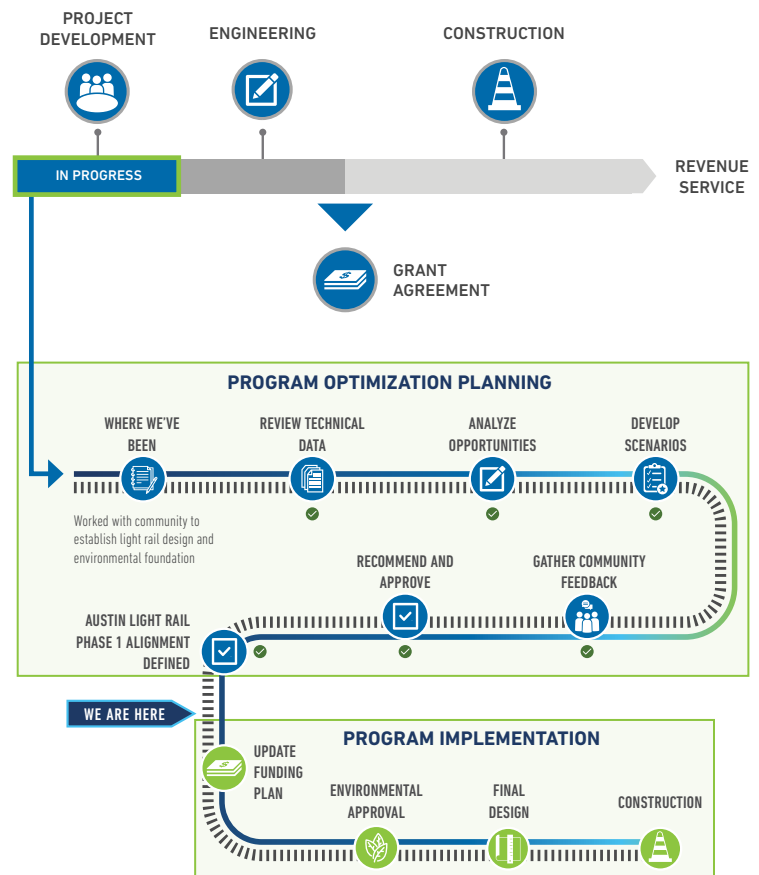 PROJECT
DEVELOPMENT
ENGINEERING
CONSTRUCTION
IN PROGRESS
REVENUE
SERVICE
$
GRANT
AGREEMENT
PROGRAM OPTIMIZATION PLANNING
WHERE WE'VE
BEEN
REVIEW TECHNICAL
DATA
ANALYZE
OPPORTUNITIES
DEVELOP
SCENARIOS
Worked with community to
establish light rail design and
environmental foundation
RECOMMEND AND
APPROVE
GATHER COMMUNITY
FEEDBACK
AUSTIN LIGHT RAIL
PHASE 1 ALIGNMENT
DEFINED
WE ARE HERE
PROGRAM IMPLEMENTATION
$
UPDATE
FUNDING
PLAN
ENVIRONMENTAL
APPROVAL
FINAL
DESIGN
CONSTRUCTION